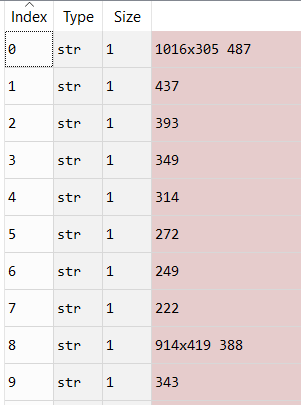 Index Type Size
0 str 1 1016x305 487
1 str 1 437
2 str 1 393
3 str 1 349
4 str 1 314
5 str 1 272
6 str 1 249
7 str 1 222
8 str 1 914x419 388
9 str 1 343